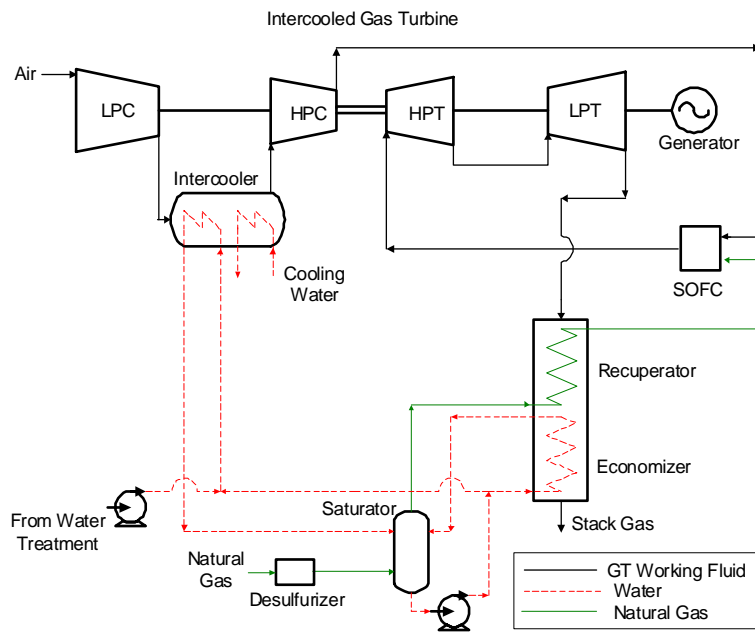 Intercooled Gas Turbine
Air
LPC
HPC
HPT
LPT
Generator
Intercooler
Cooling
Water
SOFC
Recuperator
Economizer
Saturator
From Water
Treatment
Stack Gas
Natural
Gas
Desulfurizer
GT Working Fluid
Water
Natural Gas